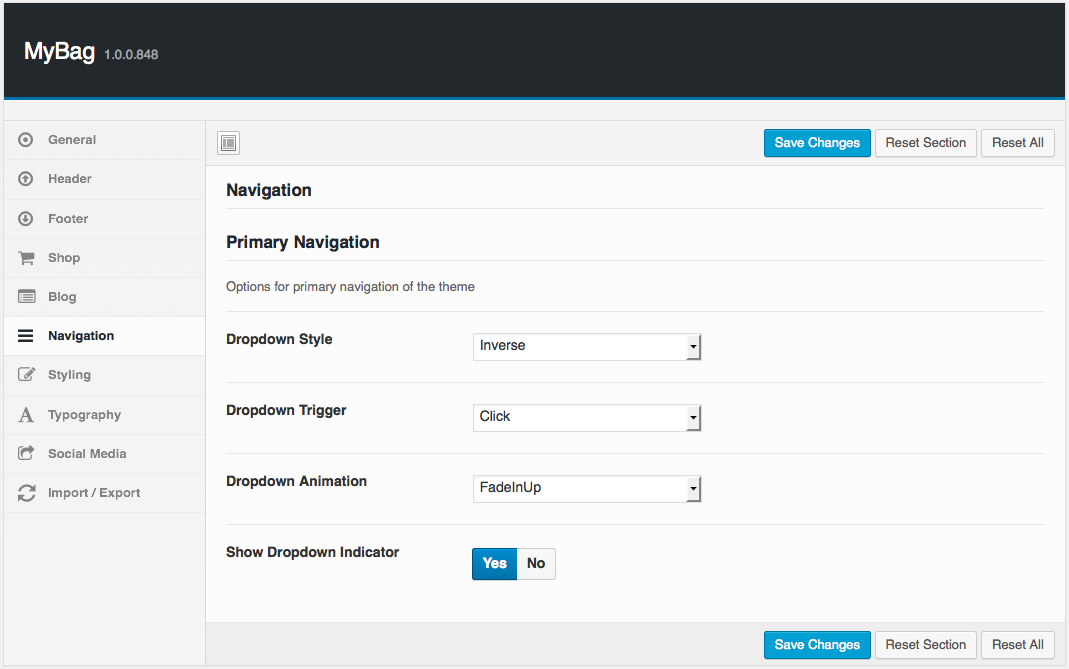 MyBag 1.0.0.848
General
Header
Footer
Shop
Blog
Navigation
Styling
Typography
Social Media
Import / Export
Save Changes Reset Section Reset All
Navigation
Primary Navigation
Options for primary navigation of the theme
Dropdown Style Inverse
Dropdown Trigger Click
Dropdown Animation FadeInUp
Show Dropdown Indicator Yes No
Save Changes Reset Section Reset All